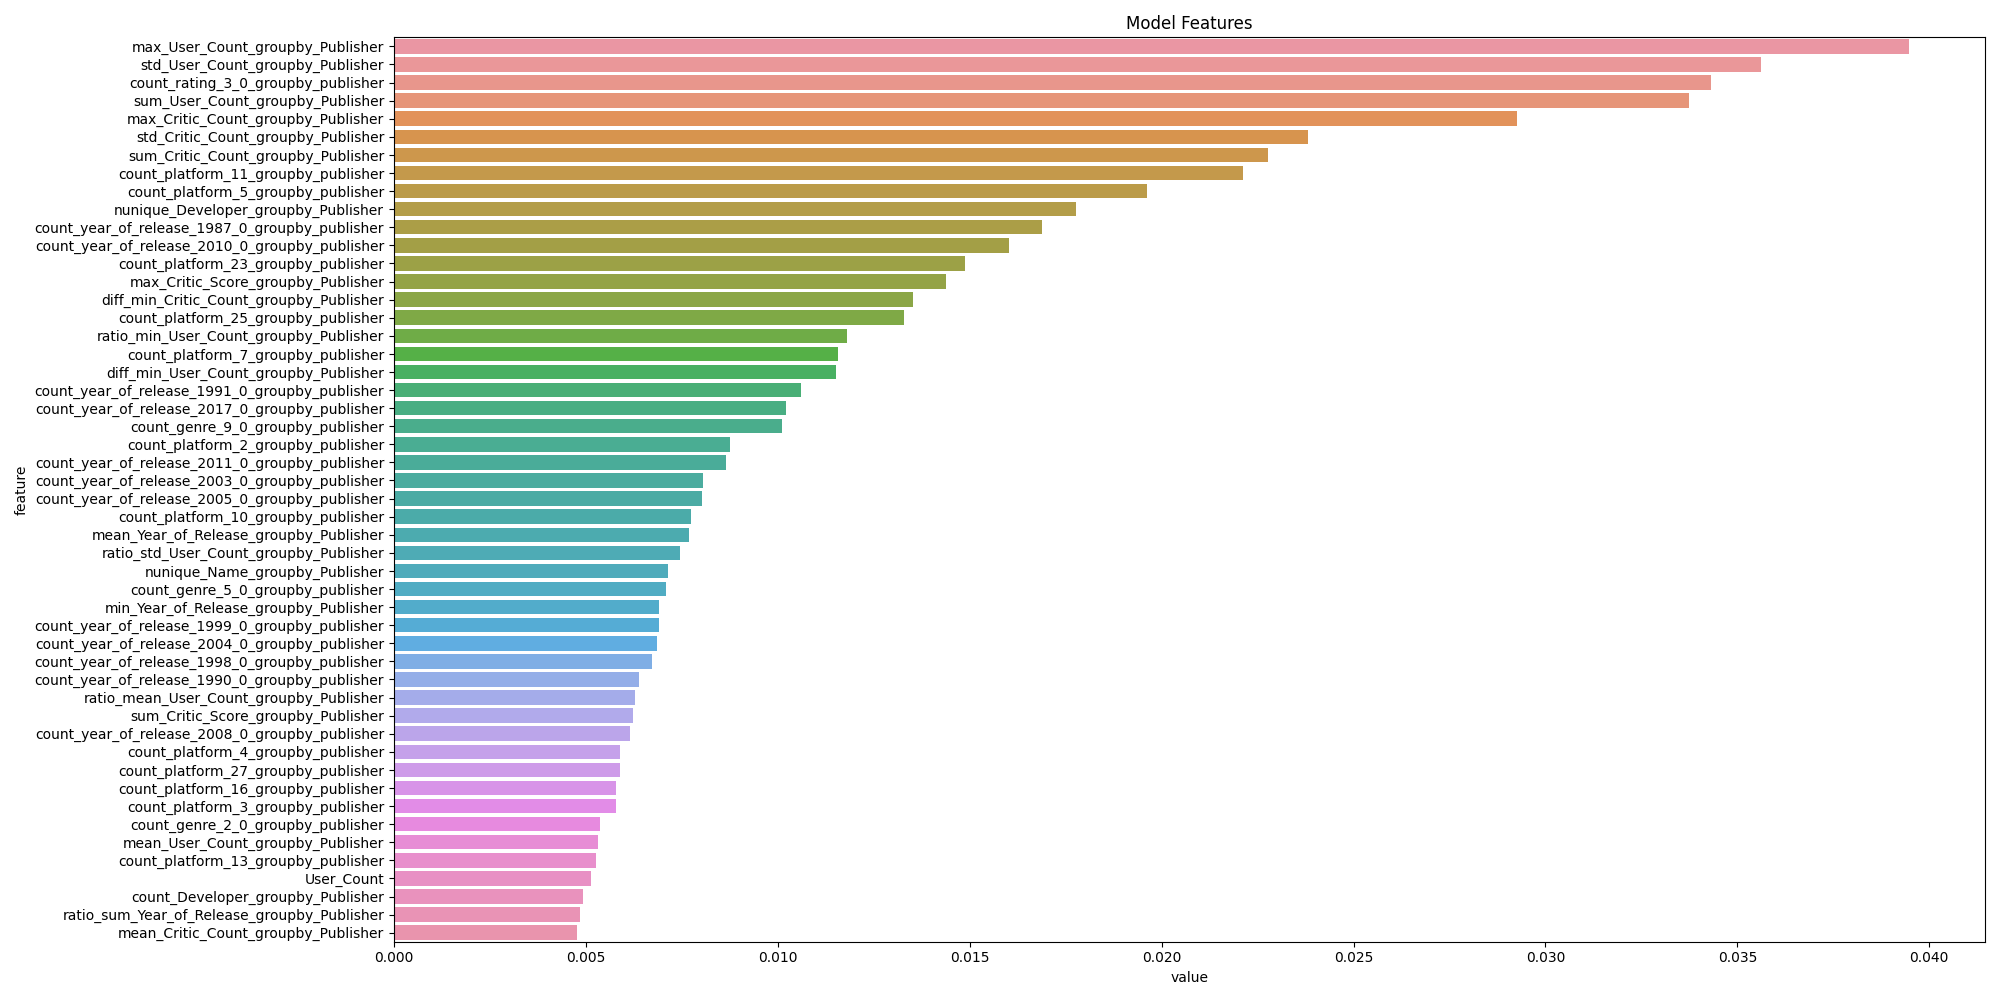 Model Features
feature
max_User_Count_groupby_Publisher
std_User_Count_groupby_Publisher
count_rating_3_0_groupby_publisher
sum_User_Count_groupby_Publisher
max_Critic_Count_groupby_Publisher
std_Critic_Count_groupby_Publisher
sum_Critic_Count_groupby_Publisher
count_platform_11_groupby_publisher
count_platform_5_groupby_publisher
nunique_Developer_groupby_Publisher
count_year_of_release_1987_0_groupby_publisher
count_year_of_release_2010_0_groupby_publisher
count_platform_23_groupby_publisher
max_Critic_Score_groupby_Publisher
diff_min_Critic_Count_groupby_Publisher
count_platform_25_groupby_publisher
ratio_min_User_Count_groupby_Publisher
count_platform_7_groupby_publisher
diff_min_User_Count_groupby_Publisher
count_year_of_release_1991_0_groupby_publisher
count_year_of_release_2017_0_groupby_publisher
count_genre_9_0_groupby_publisher
count_platform_2_groupby_publisher
count_year_of_release_2011_0_groupby_publisher
count_year_of_release_2003_0_groupby_publisher
count_year_of_release_2005_0_groupby_publisher
count_platform_10_groupby_publisher
mean_Year_of_Release_groupby_Publisher
ratio_std_User_Count_groupby_Publisher
nunique_Name_groupby_Publisher
count_genre_5_0_groupby_publisher
min_Year_of_Release_groupby_Publisher
count_year_of_release_1999_0_groupby_publisher
count_year_of_release_2004_0_groupby_publisher
count_year_of_release_1998_0_groupby_publisher
count_year_of_release_1990_0_groupby_publisher
ratio_mean_User_Count_groupby_Publisher
sum_Critic_Score_groupby_Publisher
count_year_of_release_2008_0_groupby_publisher
count_platform_4_groupby_publisher
count_platform_27_groupby_publisher
count_platform_16_groupby_publisher
count_platform_3_groupby_publisher
count_genre_2_0_groupby_publisher
mean_User_Count_groupby_Publisher
count_platform_13_groupby_publisher
User_Count
count_Developer_groupby_Publisher
ratio_sum_Year_of_Release_groupby_Publisher
mean_Critic_Count_groupby_Publisher
0.000 0.005 0.010 0.015 0.020 0.025 0.030 0.035 0.040
value